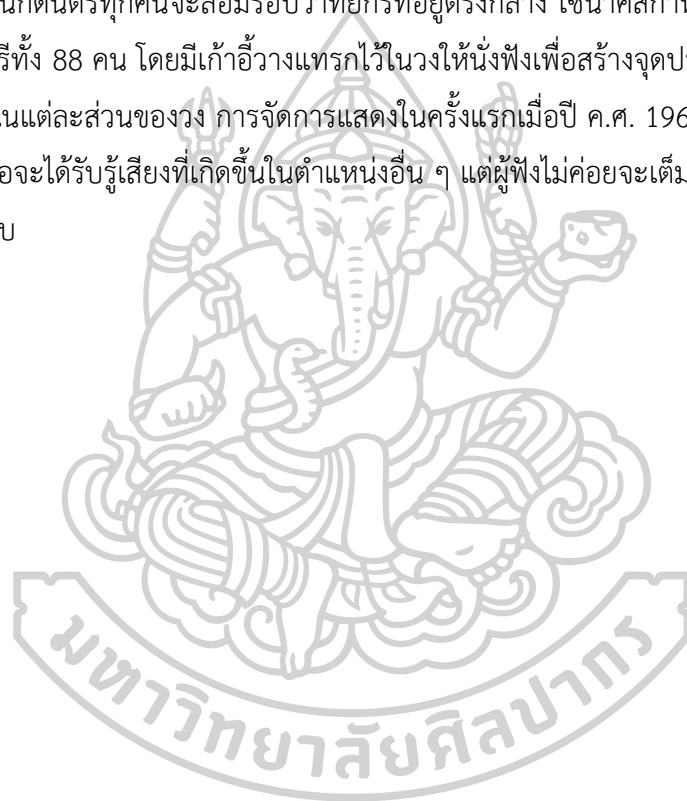 นักดนตรีทุกคนจะล้อมรอบวาทยกรที่อยู่ตรงกลาง
รีทั้ง 88 คน โดยมีเก้าอี้วางแทรกไว้ในวงให้นั่งฟังเพื่อสร้างจุด
นแต่ละส่วนของวง การจัดการแสดงในครั้งแรกเมื่อปี ค.ศ. 196
อจะได้รับรู้เสียงที่เกิดขึ้นในตำแหน่งอื่น ๆ แต่ผู้ฟังไม่ค่อยจะเต็ม
บ
มหาวิทยาลัยศิลปากร